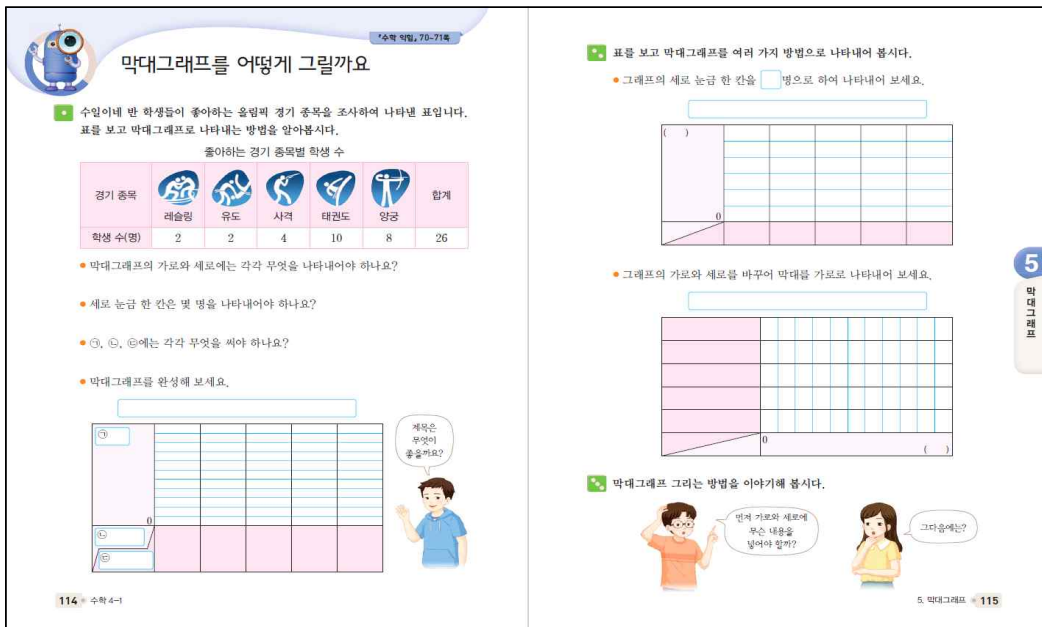 『수학 익힘』 70~71쪽
막대그래프를 어떻게 그릴까요
수일이네 반 학생들이 좋아하는 올림픽 경기 종목을 조사하여 나타낸 표입니다.
표를 보고 막대그래프로 나타내는 방법을 알아봅시다.
좋아하는 경기 종목별 학생 수
경기 종목 레슬링 유도 사격 태권도 양궁 합계
학생 수(명) 2 2 4 10 8 26
● 막대그래프의 가로와 세로에는 각각 무엇을 나타내어야 하나요?
● 세로 눈금 한 칸은 몇 명을 나타내어야 하나요?
● ㉠, ㉡, ㉢에는 각각 무엇을 써야 하나요?
● 막대그래프를 완성해 보세요.
㉠
0
㉡
㉢
제목은
무엇이
좋을까요?
114 수학 4-1
표를 보고 막대그래프를 여러 가지 방법으로 나타내어 봅시다.
● 그래프의 세로 눈금 한 칸을 명으로 하여 나타내어 보세요.
( )
0
● 그래프의 가로와 세로를 바꾸어 막대를 가로로 나타내어 보세요.
0
( )
막대그래프 그리는 방법을 이야기해 봅시다.
먼저 가로와 세로에
무슨 내용을
넣어야 할까?
그다음에는?
5
막대그래프
5. 막대그래프 115